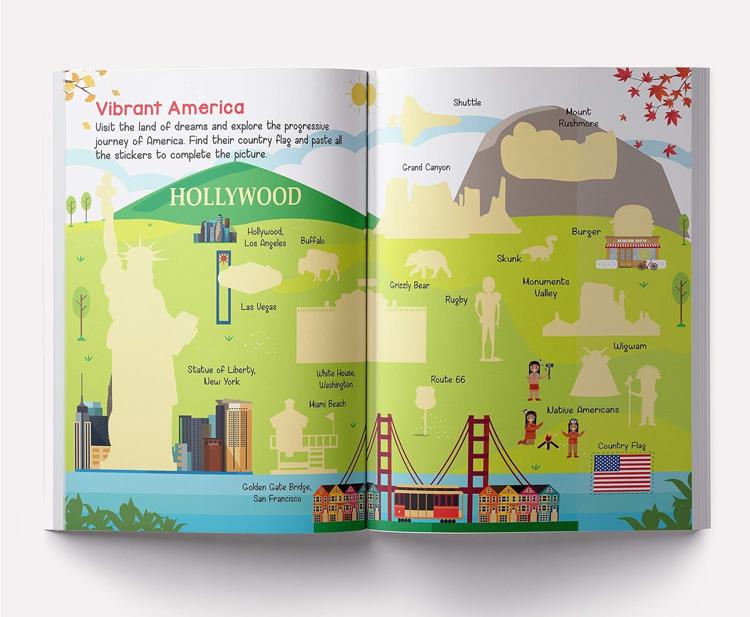 Vibrant America
Visit the land of dreams and explore the progressive
journey of America. Find their country flag and paste all
the stickers to complete the picture.
HOLLYWOOD
Hollywood,
Los Angeles
Buffalo
Las Vegas
Statue of Liberty,
New York
White House,
Washington
Miami Beach
Golden Gate Bridge,
San Francisco
Shuttle
Mount
Rushmore
Grand Canyon
Burger
BURGER SHOP
Skunk
Grizzly Bear
Rugby
Monuments
Valley
Wigwam
Route 66
Native Americans
Country Flag